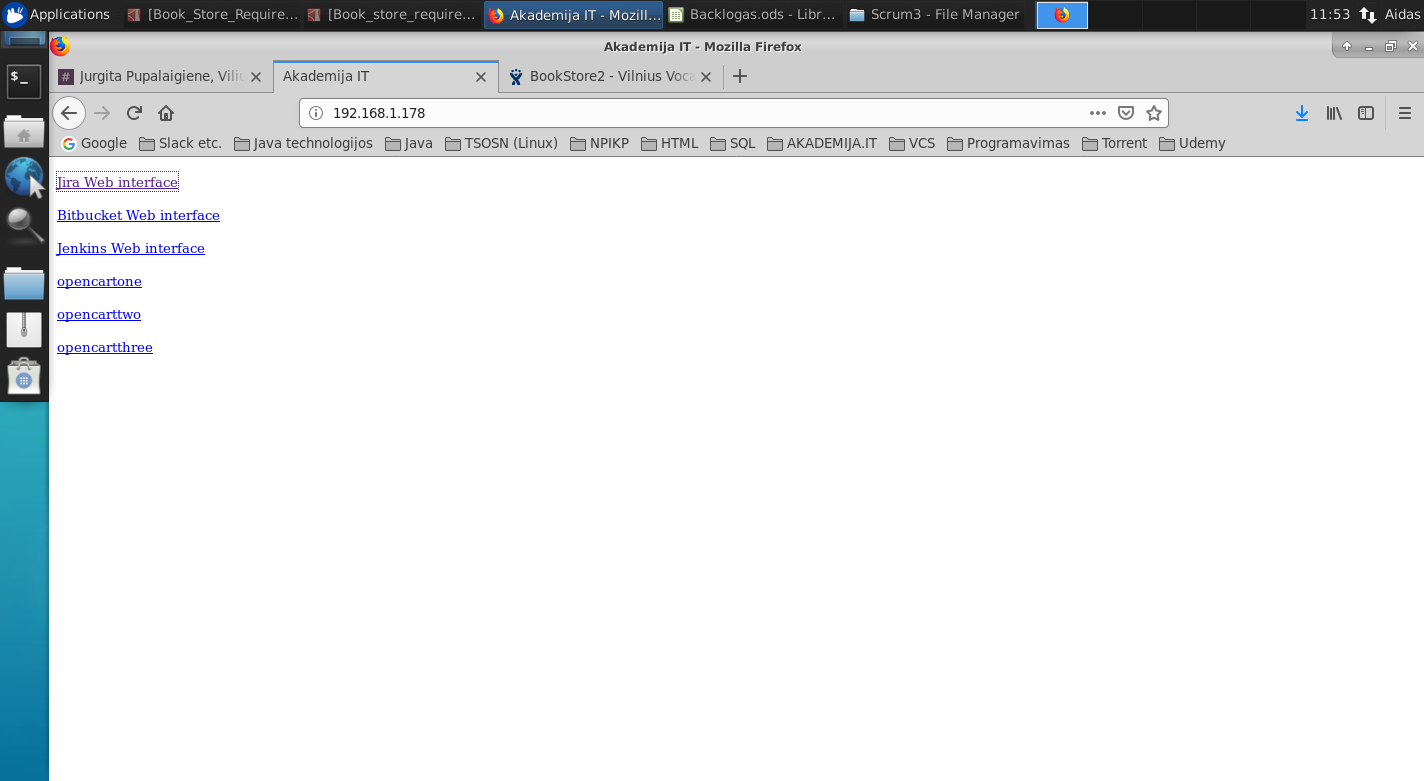 Applications [Book_Store_Require... [Book_store_require... Akademija IT - Mozill... Backlogas.ods - Libr... Scrum3 - File Manager 11:53 Aidas
Akademija IT - Mozilla Firefox
Jurgita Pupalaigiene, Viliu Akademija IT BookStore2 - Vilnius Voca
192.168.1.178
Google Slack etc. Java technologijos Java TSOSN (Linux) NPIKP HTML SQL AKADEMIJA.IT VCS Programavimas Torrent Udemy
$_
Jira Web interface
Bitbucket Web interface
Jenkins Web interface
opencartone
opencarttwo
opencartthree